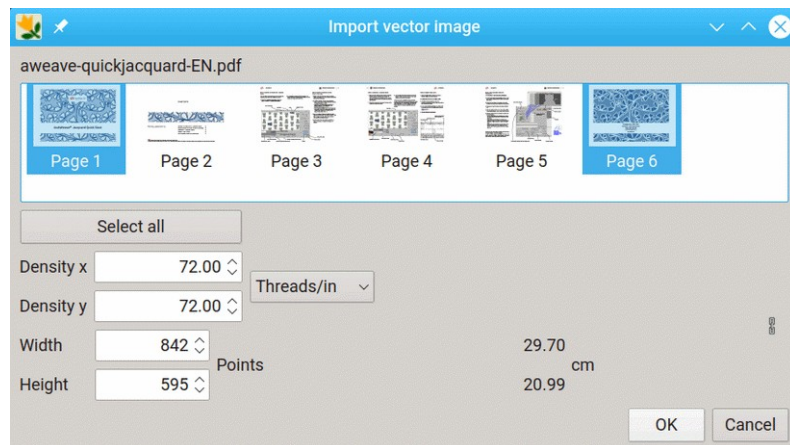 Import vector image
aweave-quickjacquard-EN.pdf
Page 1 Page 2 Page 3 Page 4 Page 5 Page 6
Select all
Density x 72.00
Threads/in
Density y 72.00
Width 842 29.70
Points cm
Height 595 20.99
OK Cancel